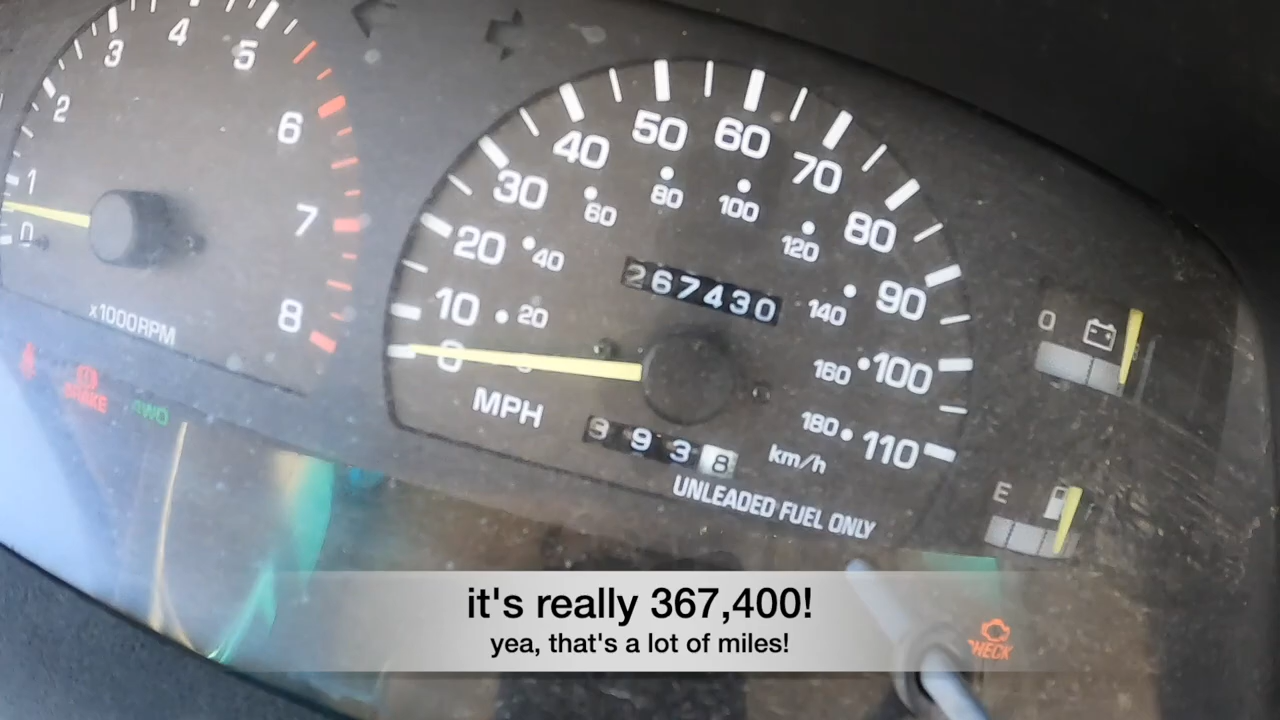 0 1 2 3 4 5 6 7 8
x1000RPM
BRAKE
4WD
0 10 20 30 40 50 60 70 80 90 100 110
20 40 60 80 100 120 140 160 180
267430
MPH
3938
km/h
UNLEADED FUEL ONLY
0
E
CHECK
it's really 367,400!
yea, that's a lot of miles!